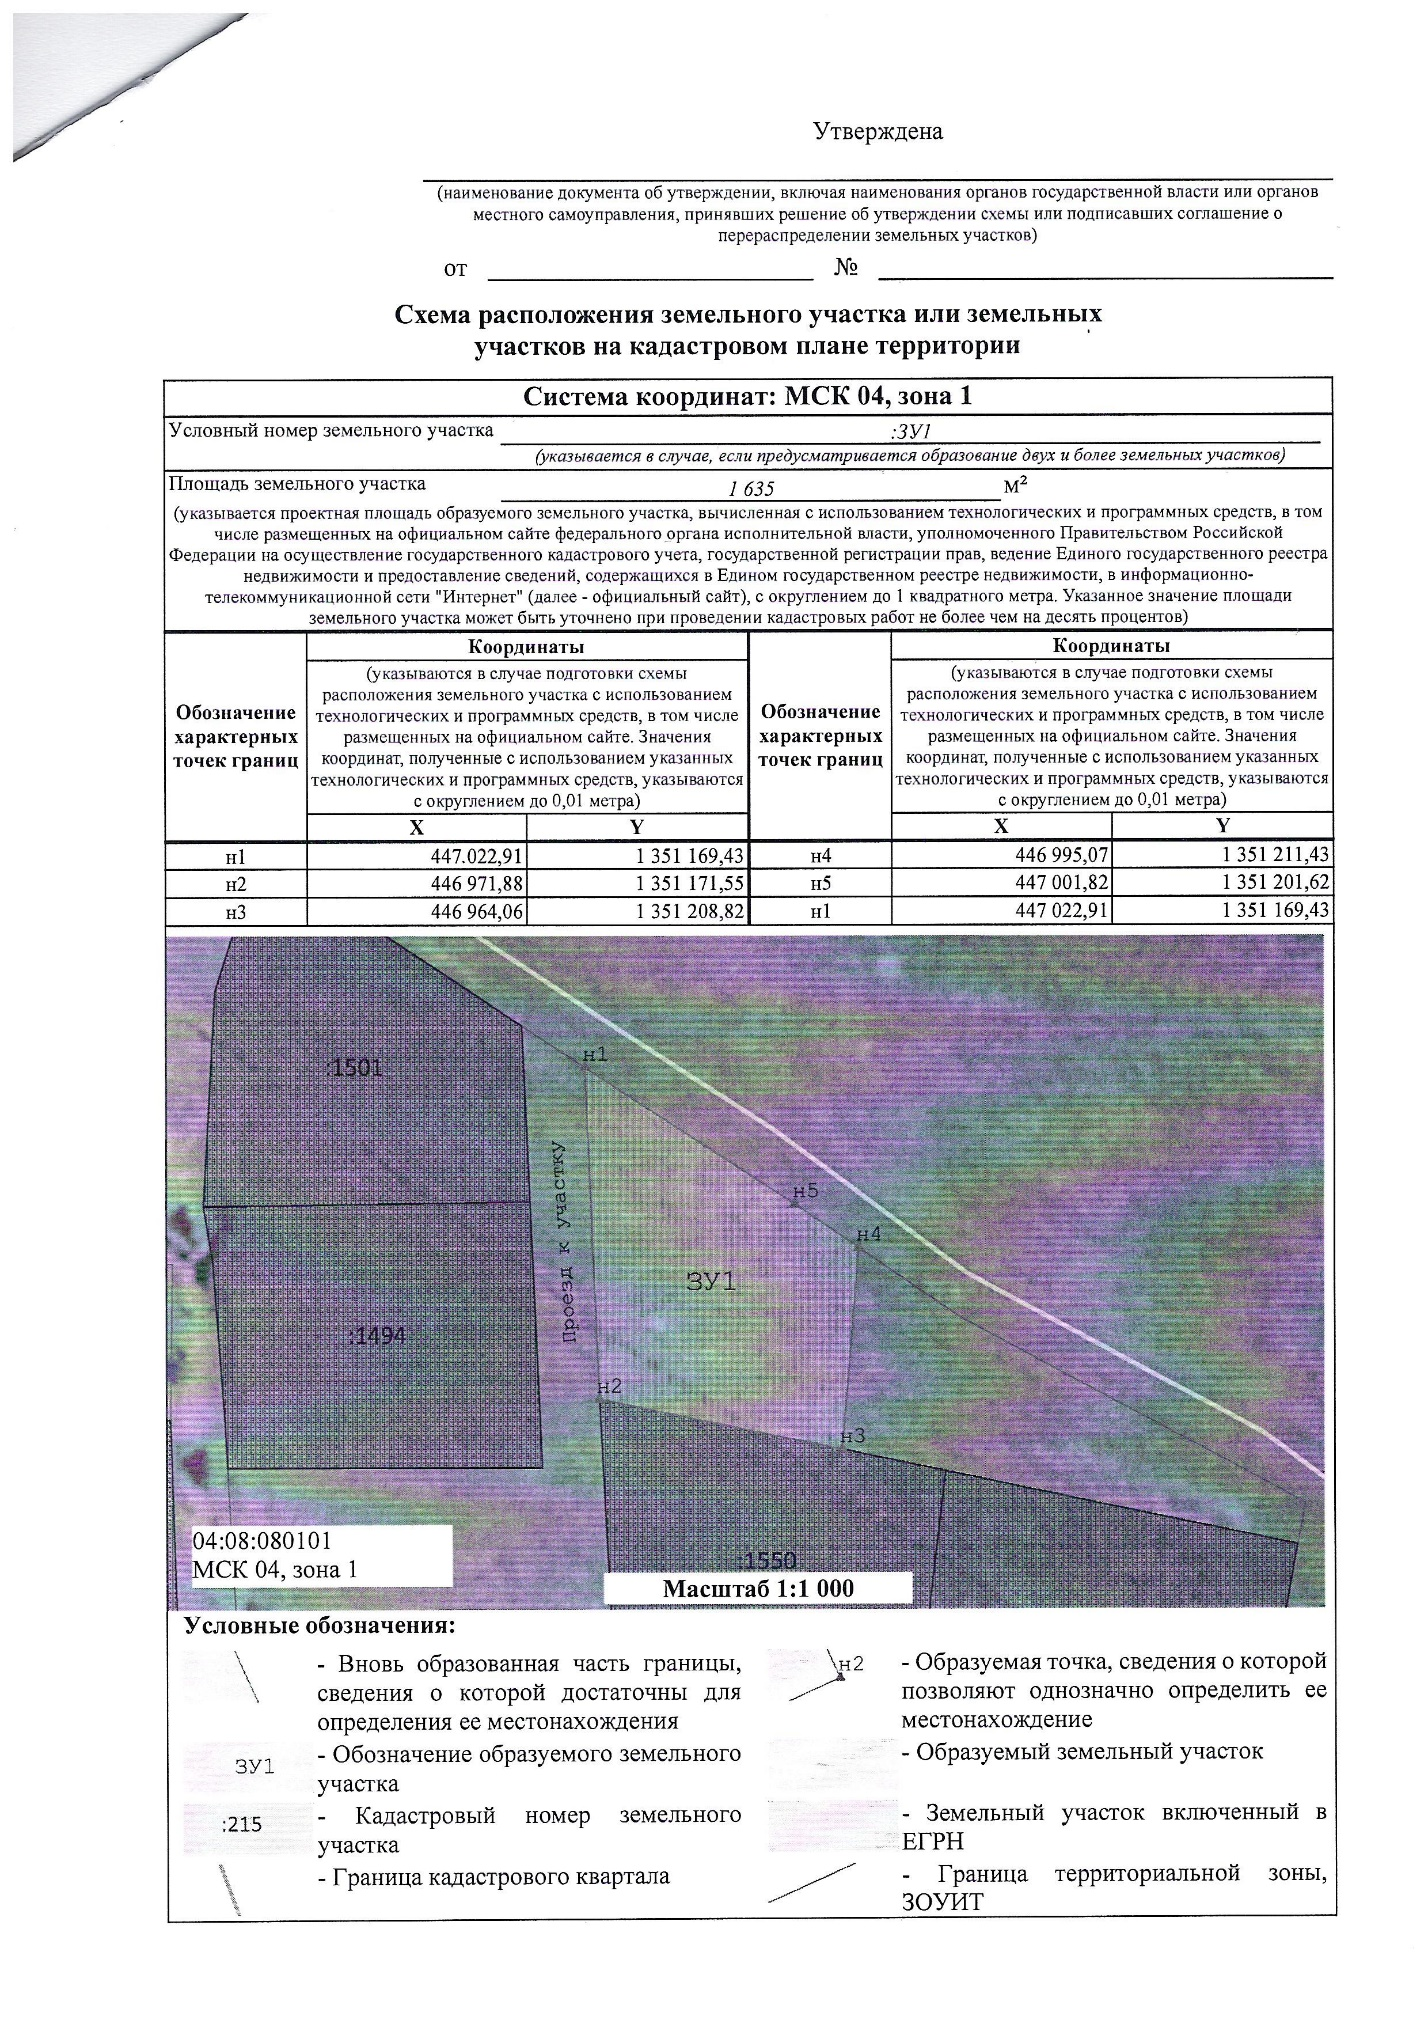 Утверждена
(наименование документа об утверждении, включая наименования органов государственной власти или органов
местного самоуправления, принявших решение об утверждении схемы или подписавших соглашение о
перераспределении земельных участков)
от № 
Схема расположения земельного участка или земельных
участков на кадастровом плане территории
Система координат: МСК 04, зона 1
Условный номер земельного участка :ЗУ1
(указывается в случае, если предусматривается образование двух и более земельных участков)
Площадь земельного участка 1 635 м²
(указывается проектная площадь образуемого земельного участка, вычисленная с использованием технологических и программных средств, в том
числе размещенных на официальном сайте федерального органа исполнительной власти, уполномоченного Правительством Российской
Федерации на осуществление государственного кадастрового учета, государственной регистрации прав, ведение Единого государственного реестра
недвижимости и предоставление сведений, содержащихся в Едином государственном реестре недвижимости, в информационно-
телекоммуникационной сети "Интернет" (далее - официальный сайт), с округлением до 1 квадратного метра. Указанное значение площади
земельного участка может быть уточнено при проведении кадастровых работ не более чем на десять процентов)
Обозначение
характерных
точек границ
Координаты
(указываются в случае подготовки схемы
расположения земельного участка с использованием
технологических и программных средств, в том числе
размещенных на официальном сайте. Значения
координат, полученные с использованием указанных
технологических и программных средств, указываются
с округлением до 0,01 метра)
X Y
Обозначение
характерных
точек границ
Координаты
(указываются в случае подготовки схемы
расположения земельного участка с использованием
технологических и программных средств, в том числе
размещенных на официальном сайте. Значения
координат, полученные с использованием указанных
технологических и программных средств, указываются
с округлением до 0,01 метра)
X Y
н1 447.022,91 1 351 169,43 н4 446 995,07 1 351 211,43
н2 446 971,88 1 351 171,55 н5 447 001,82 1 351 201,62
н3 446 964,06 1 351 208,82 н1 447 022,91 1 351 169,43
:1501
н1
Проезд к участку
н5
н4
ЗУ1
:1494
н2
н3
:1550
04:08:080101
МСК 04, зона 1
Масштаб 1:1 000
Условные обозначения:
- Вновь образованная часть границы,
сведения о которой достаточны для
определения ее местонахождения
н2
- Образуемая точка, сведения о которой
позволяют однозначно определить ее
местонахождение
ЗУ1
- Обозначение образуемого земельного
участка
- Образуемый земельный участок
:215
- Кадастровый номер земельного
участка
- Земельный участок включенный в
ЕГРН
- Граница кадастрового квартала
- Граница территориальной зоны,
ЗОУИТ